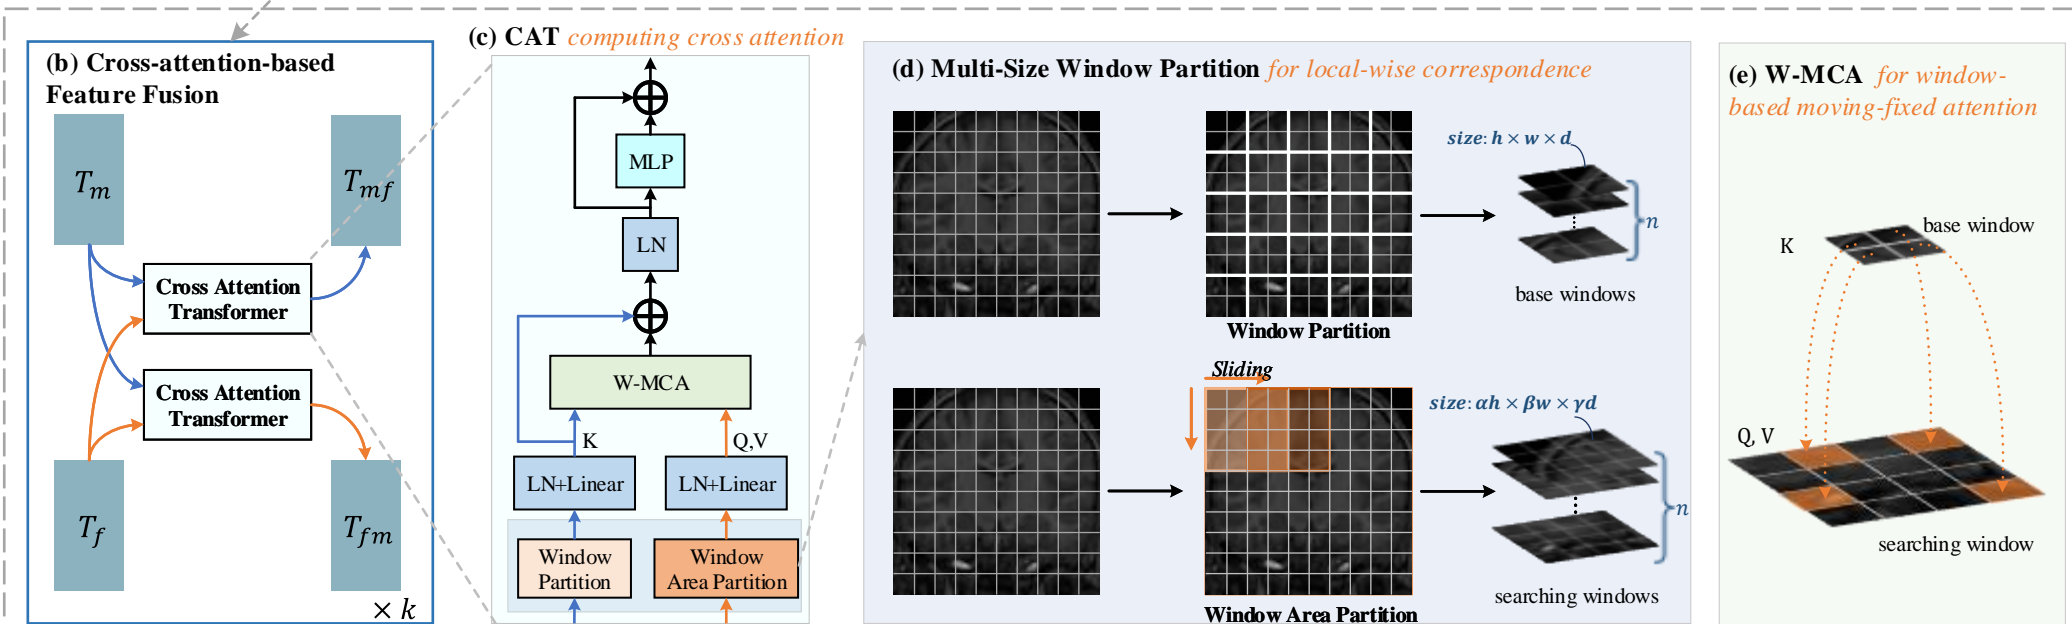 (b) Cross-attention-based
Feature Fusion
T_m
T_mf
Cross Attention
Transformer
Cross Attention
Transformer
T_f
T_fm
× k
(c) CAT computing cross attention
MLP
LN
W-MCA
K
Q,V
LN+Linear
LN+Linear
Window
Partition
Window
Area Partition
(d) Multi-Size Window Partition for local-wise correspondence
size: h × w × d
n
base windows
Window Partition
Sliding
size: αh × βw × γd
n
searching windows
Window Area Partition
(e) W-MCA for window-
based moving-fixed attention
base window
K
Q, V
searching window